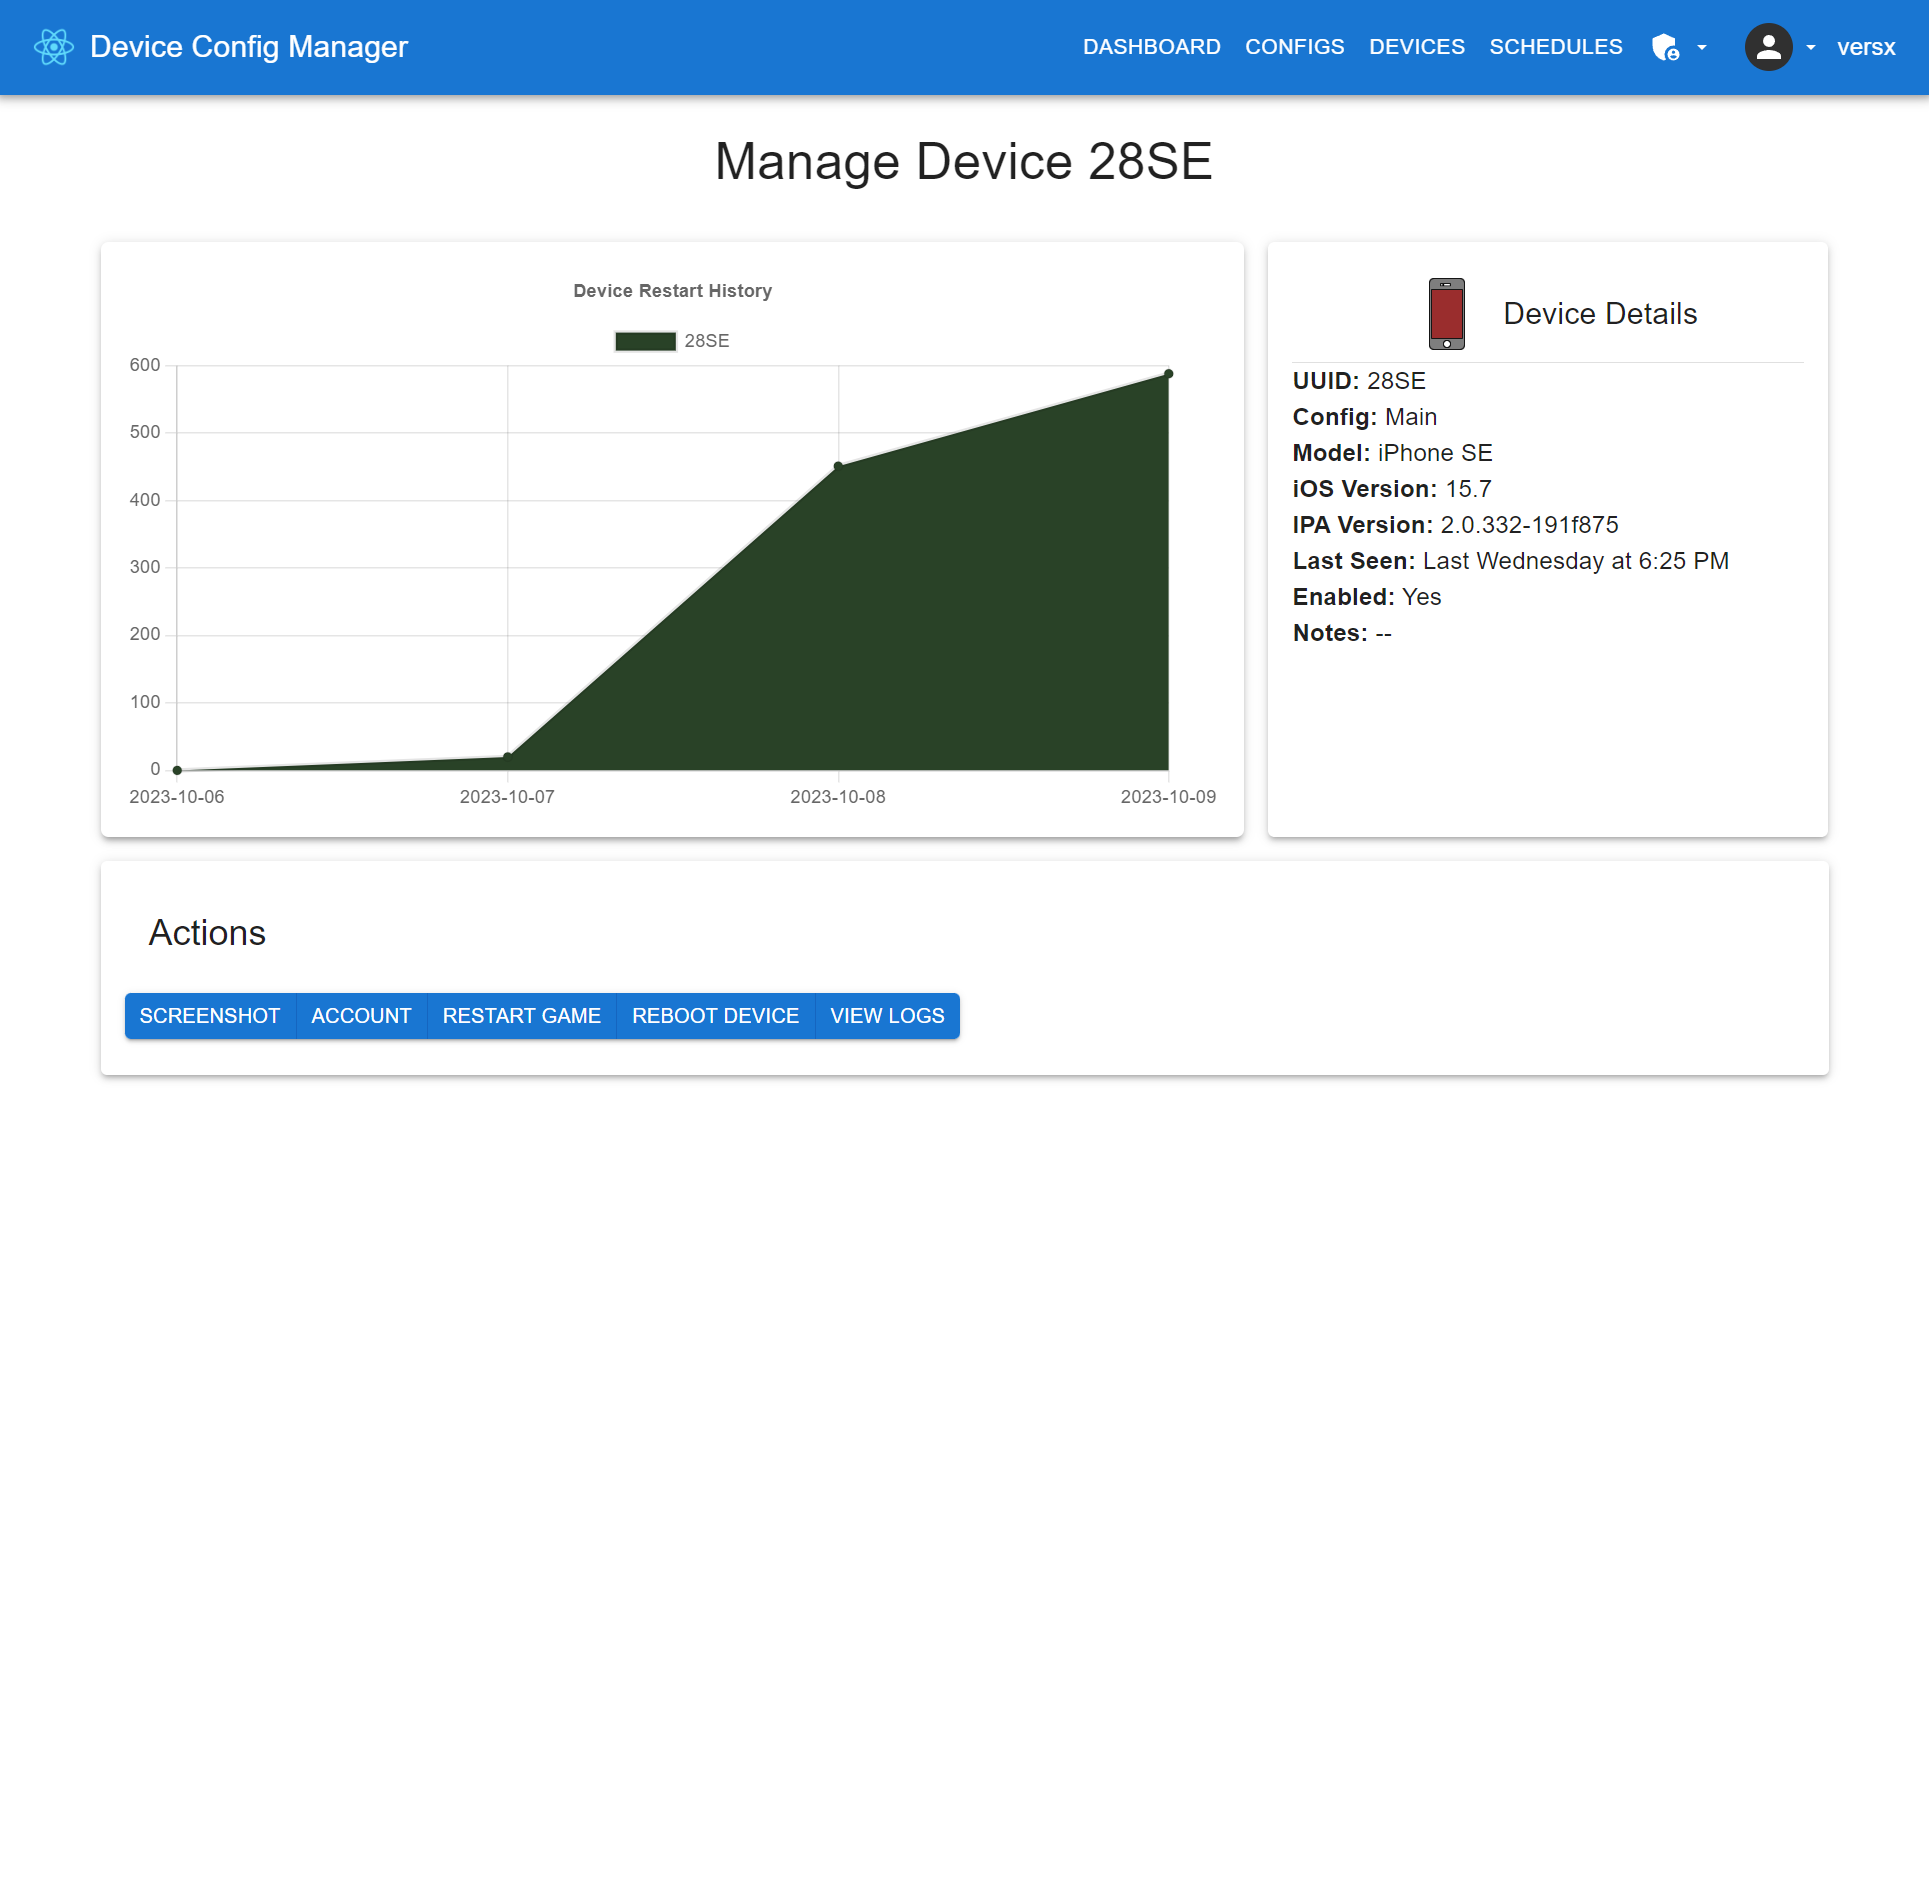 Device Config Manager
DASHBOARD CONFIGS DEVICES SCHEDULES versx
Manage Device 28SE
Device Restart History
28SE
600
500
400
300
200
100
0
2023-10-06 2023-10-07 2023-10-08 2023-10-09
Device Details
UUID: 28SE
Config: Main
Model: iPhone SE
iOS Version: 15.7
IPA Version: 2.0.332-191f875
Last Seen: Last Wednesday at 6:25 PM
Enabled: Yes
Notes: --
Actions
SCREENSHOT ACCOUNT RESTART GAME REBOOT DEVICE VIEW LOGS